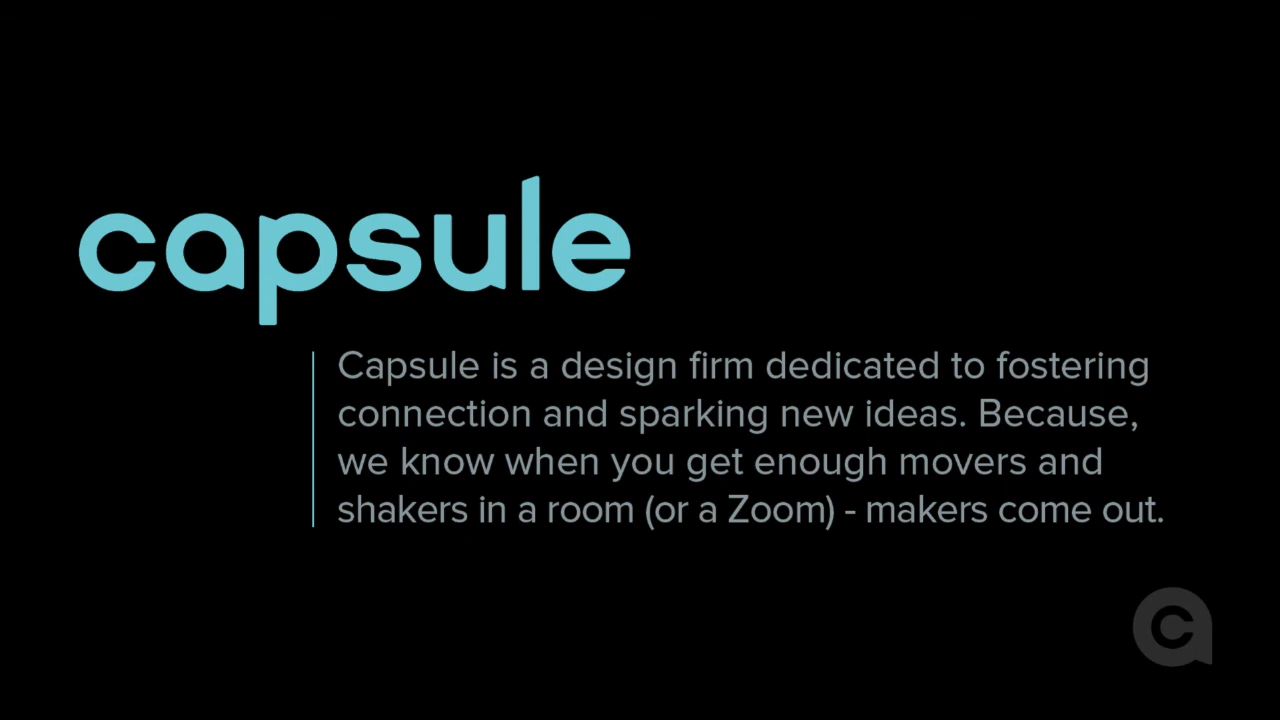 capsule
Capsule is a design firm dedicated to fostering
connection and sparking new ideas. Because,
we know when you get enough movers and
shakers in a room (or a Zoom) - makers come out.
c